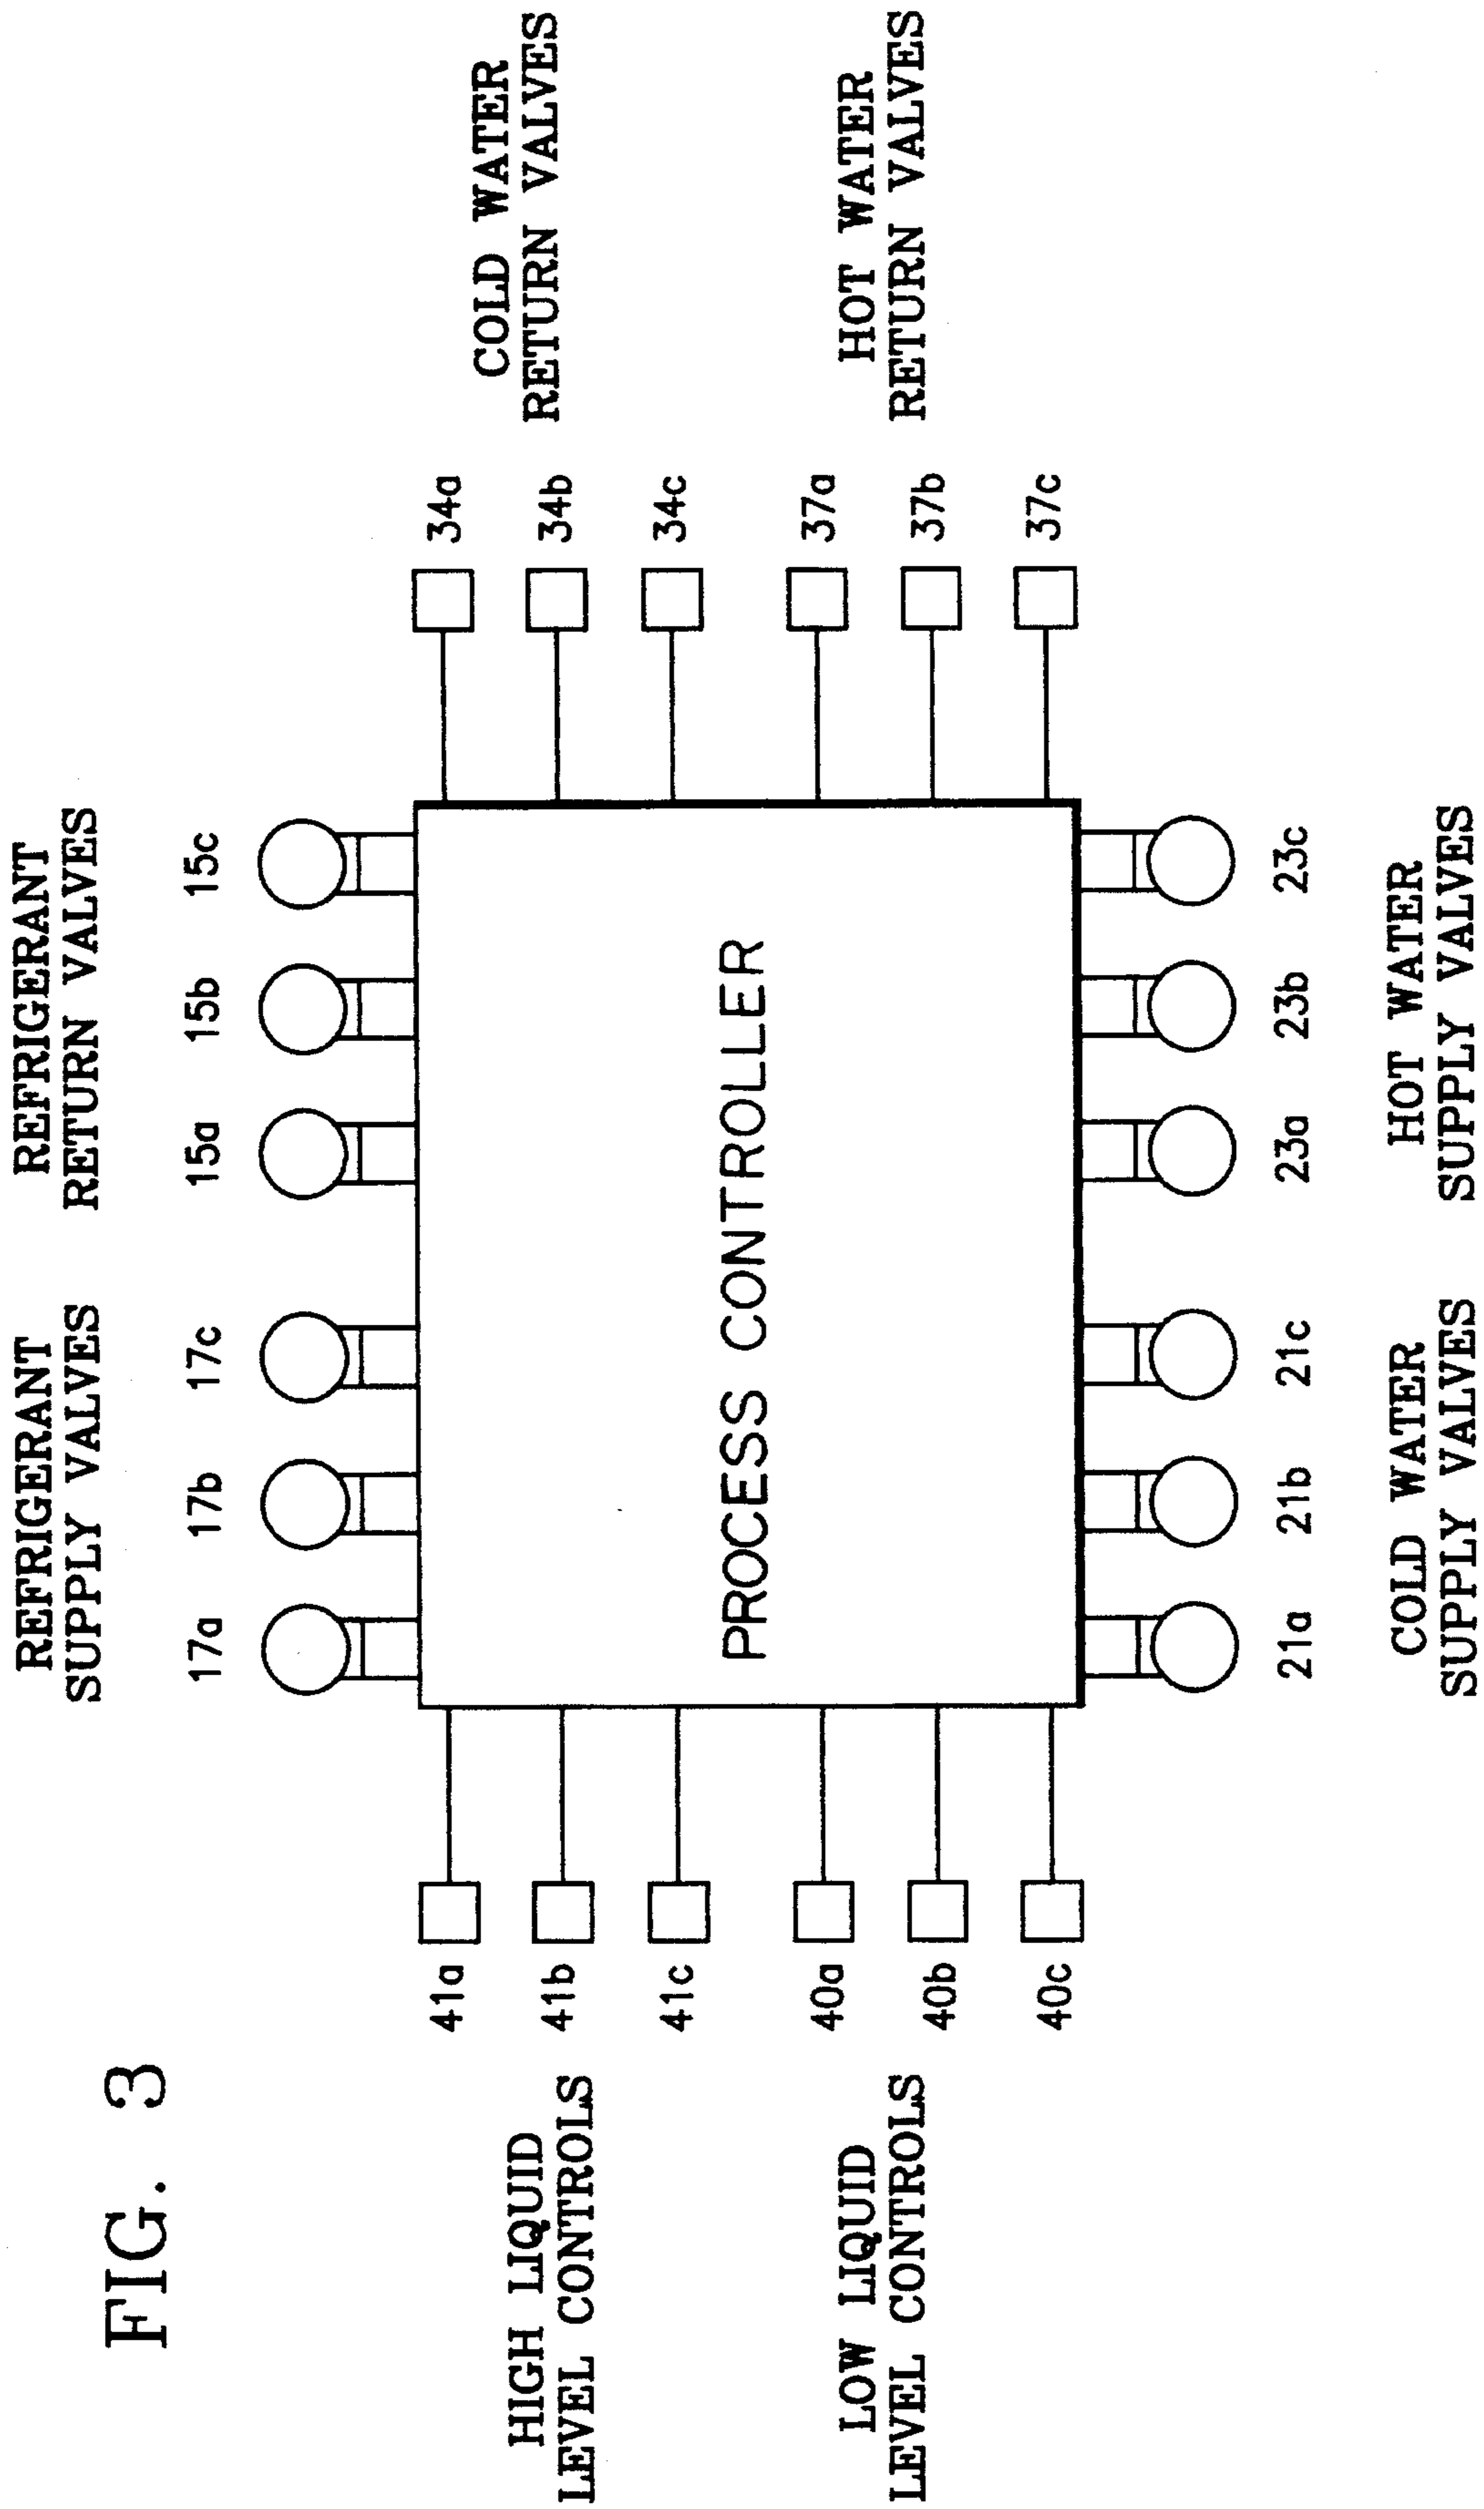 FIG. 3
REFRIGERANT
SUPPLY VALVES
REFRIGERANT
RETURN VALVES
17a 17b 17c 15a 15b 15c
HIGH LIQUID
LEVEL CONTROLS
41a
41b
41c
LOW LIQUID
LEVEL CONTROLS
40a
40b
40c
PROCESS CONTROLLER
34a
34b
34c
COLD WATER
RETURN VALVES
37a
37b
37c
HOT WATER
RETURN VALVES
21a 21b 21c 23a 23b 23c
COLD WATER
SUPPLY VALVES
HOT WATER
SUPPLY VALVES